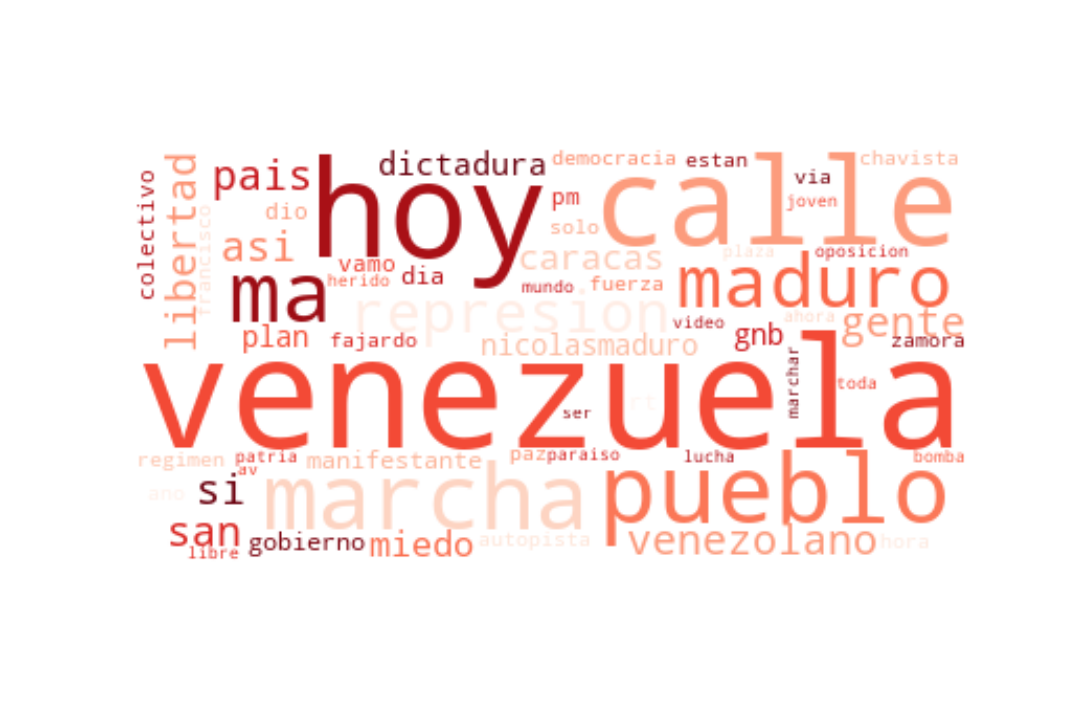 dictadura
democracia
estan
chavista
pais
hoy
calle
via
joven
pm
solo
colectivo
libertad
francisco
dio
asi
vamo
herido
dia
ma
caracas
plaza
oposicion
mundo
fuerza
maduro
represion
video
ahora
gente
plan
fajardo
nicolasmaduro
gnb
zamora
marchar
toda
venezuela
ser
rt
regimen
patria
av
manifestante
paz
paraiso
lucha
bomba
ano
si
marcha
pueblo
san
libre
gobierno
miedo
autopista
venezolano
hora